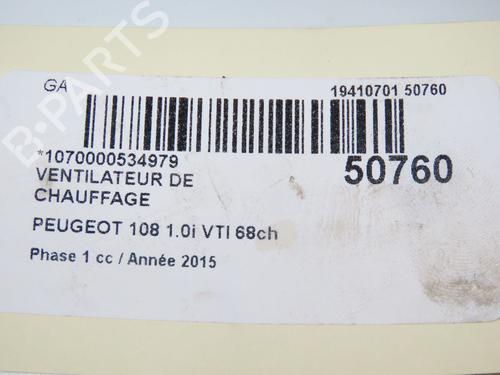 GA
19410701 50760
*1070000534979
50760
VENTILATEUR DE
CHAUFFAGE
PEUGEOT 108 1.0i VTI 68ch
Phase 1 cc / Année 2015
B-PARTS